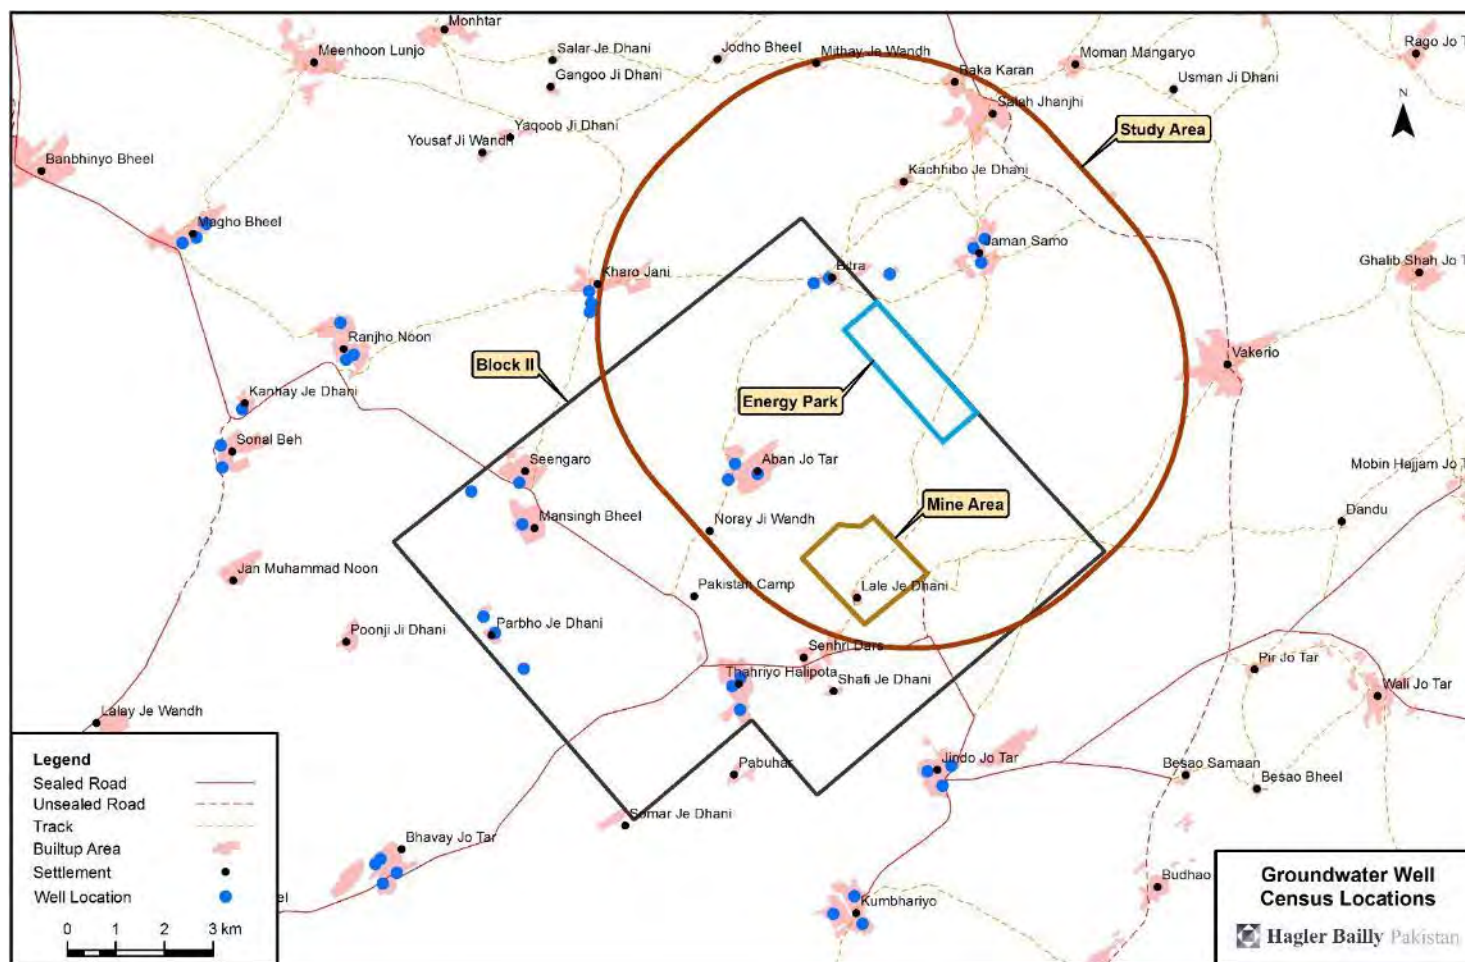 Monhtar
Meenhoon Lunjo
Salar Je Dhani
Jodho Bheel
Mithay Je Wandh
Moman Mangaryo
Rago Jo Ta
Gangoo Ji Dhani
Raka Karan
Usman Ji Dhani
N
Saleh Jhanjhi
Study Area
Yaqoob Ji Dhani
Yousaf Ji Wandh
Banbhinyo Bheel
Kachhibo Je Dhani
Magho Bheel
Jaman Samo
Kharo Jani
Bitra
Ghalib Shah Jo T
Ranjho Noon
Block II
Vakerio
Kanhay Je Dhani
Energy Park
Sonal Beh
Seengaro
Aban Jo Tar
Mobin Hajjam Jo T
Mine Area
Mansingh Bheel
Noray Ji Wandh
Dandu
Jan Muhammad Noon
Pakistan Camp
Lale Je Dhani
Poonji Ji Dhani
Parbho Je Dhani
Senhri Dars
Pir Jo Tar
Thahriyo Halipota
Shafi Je Dhani
Wali Jo Tar
Lalay Je Wandh
Pabuhar
Jindo Jo Tar
Besao Samaan
Besao Bheel
Somar Je Dhani
Bhavay Jo Tar
Budhao
Kumbhariyo
el
Legend
Sealed Road
Unsealed Road
Track
Builtup Area
Settlement
Well Location
0 1 2 3 km
Groundwater Well
Census Locations
Hagler Bailly Pakistan